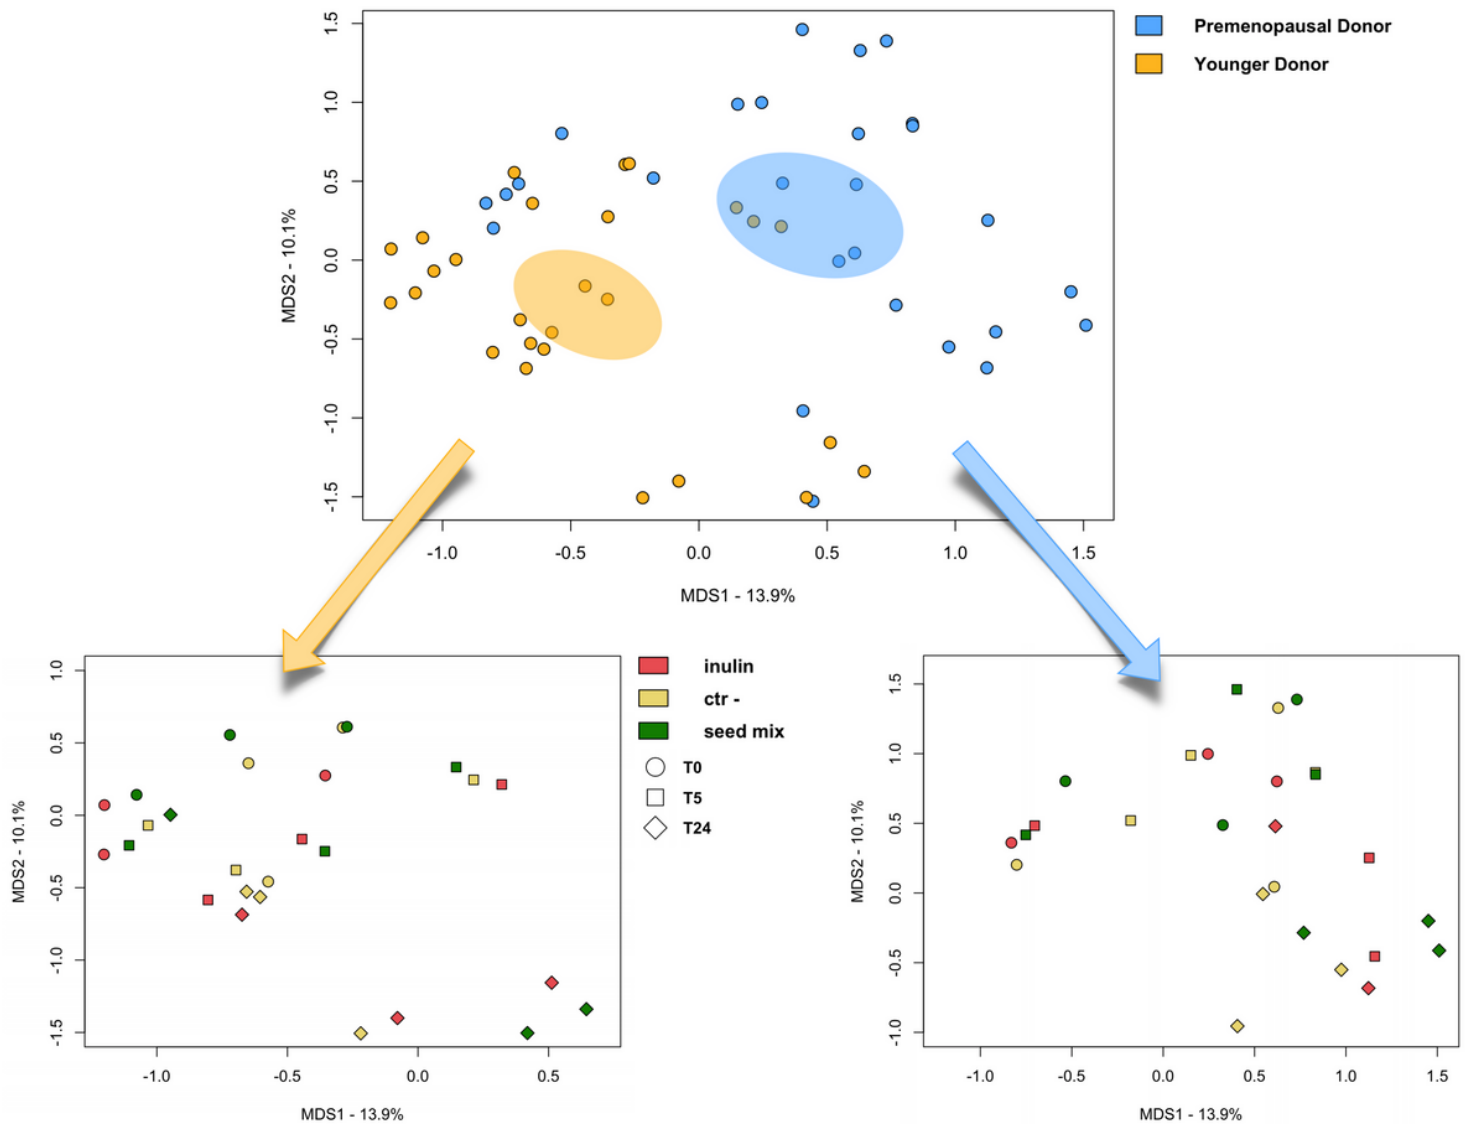 Premenopausal Donor
Younger Donor
1.5
1.0
0.5
0.0
-0.5
-1.0
-1.5
MDS2 - 10.1%
-1.0 -0.5 0.0 0.5 1.0 1.5
MDS1 - 13.9%
inulin
ctr -
seed mix
T0
T5
T24
1.0
0.5
0.0
-0.5
-1.0
-1.5
MDS2 - 10.1%
-1.0 -0.5 0.0 0.5
MDS1 - 13.9%
1.5
1.0
0.5
0.0
-0.5
-1.0
MDS2 - 10.1%
-1.0 -0.5 0.0 0.5 1.0 1.5
MDS1 - 13.9%